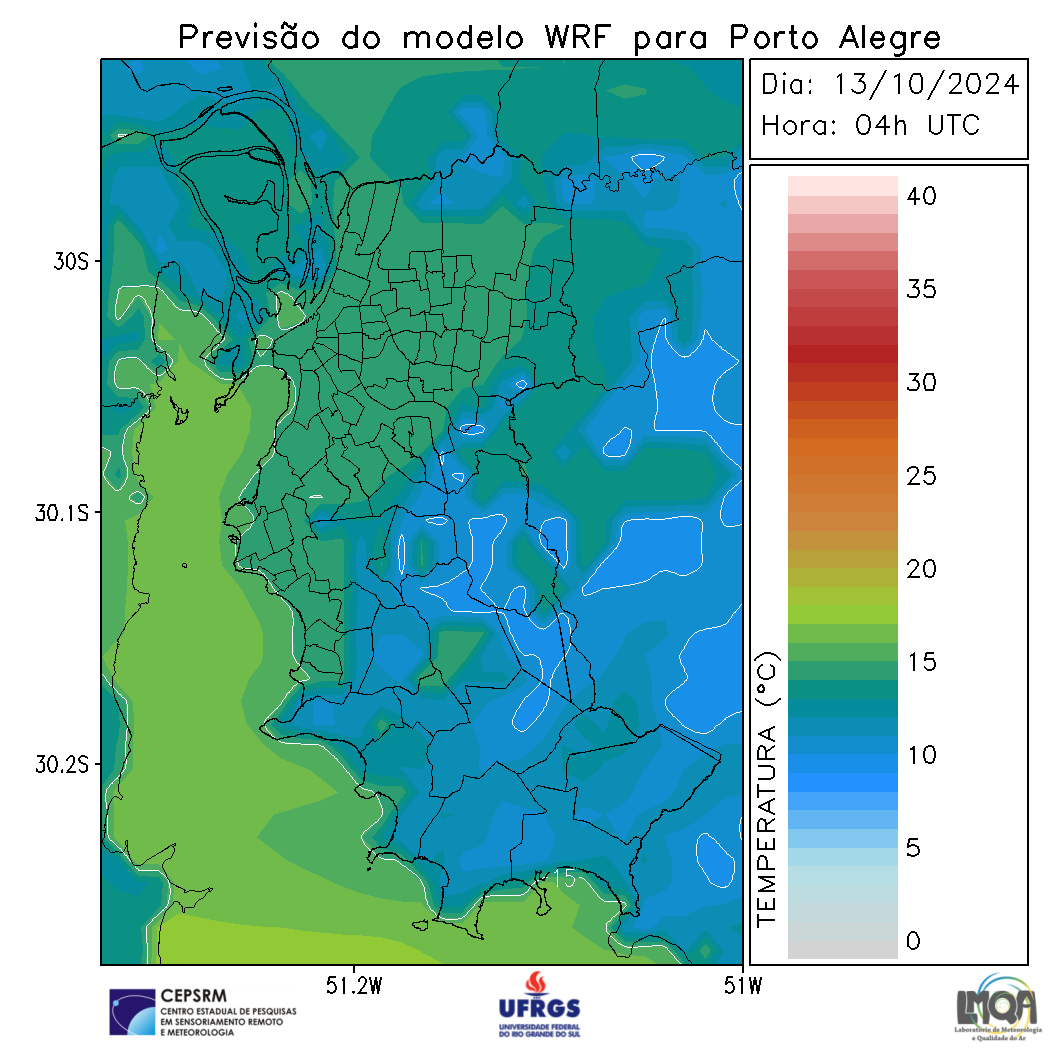 Previsão do modelo WRF para Porto Alegre
Dia: 13/10/2024
Hora: 04h UTC
40
35
30
25
20
15
10
5
0
TEMPERATURA (°C)
30S
30.1S
30.2S
15
51.2W
51W
CEPSRM
CENTRO ESTADUAL DE PESQUISAS
EM SENSORIAMENTO REMOTO
E METEOROLOGIA
UFRGS
UNIVERSIDADE FEDERAL
DO RIO GRANDE DO SUL
LMQA
Laboratório de Meteorologia
e Qualidade do Ar